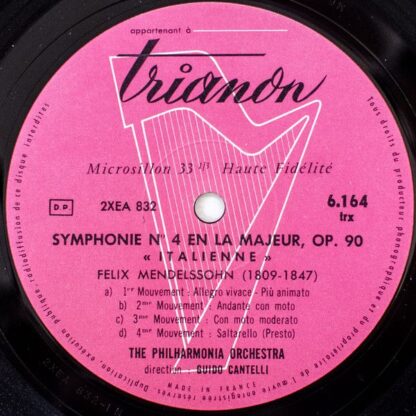 appartenant à
trianon
Microsillon 33 1/3 Haute Fidélité
D.P
2XEA 832
6.164
trx
SYMPHONIE Nº 4 EN LA MAJEUR, OP. 90
« ITALIENNE »
FELIX MENDELSSOHN (1809-1847)
a) 1er Mouvement : Allegro vivace - Più animato
b) 2me Mouvement : Andante con moto
c) 3me Mouvement : Con moto moderato
d) 4me Mouvement : Saltarello (Presto)
THE PHILHARMONIA ORCHESTRA
direction GUIDO CANTELLI
MADE IN FRANCE
Tous droits du producteur phonographique et du propriétaire de l'œuvre enregistrée réservés. Duplication, exécution publique, radiodiffusion de ce disque interdites